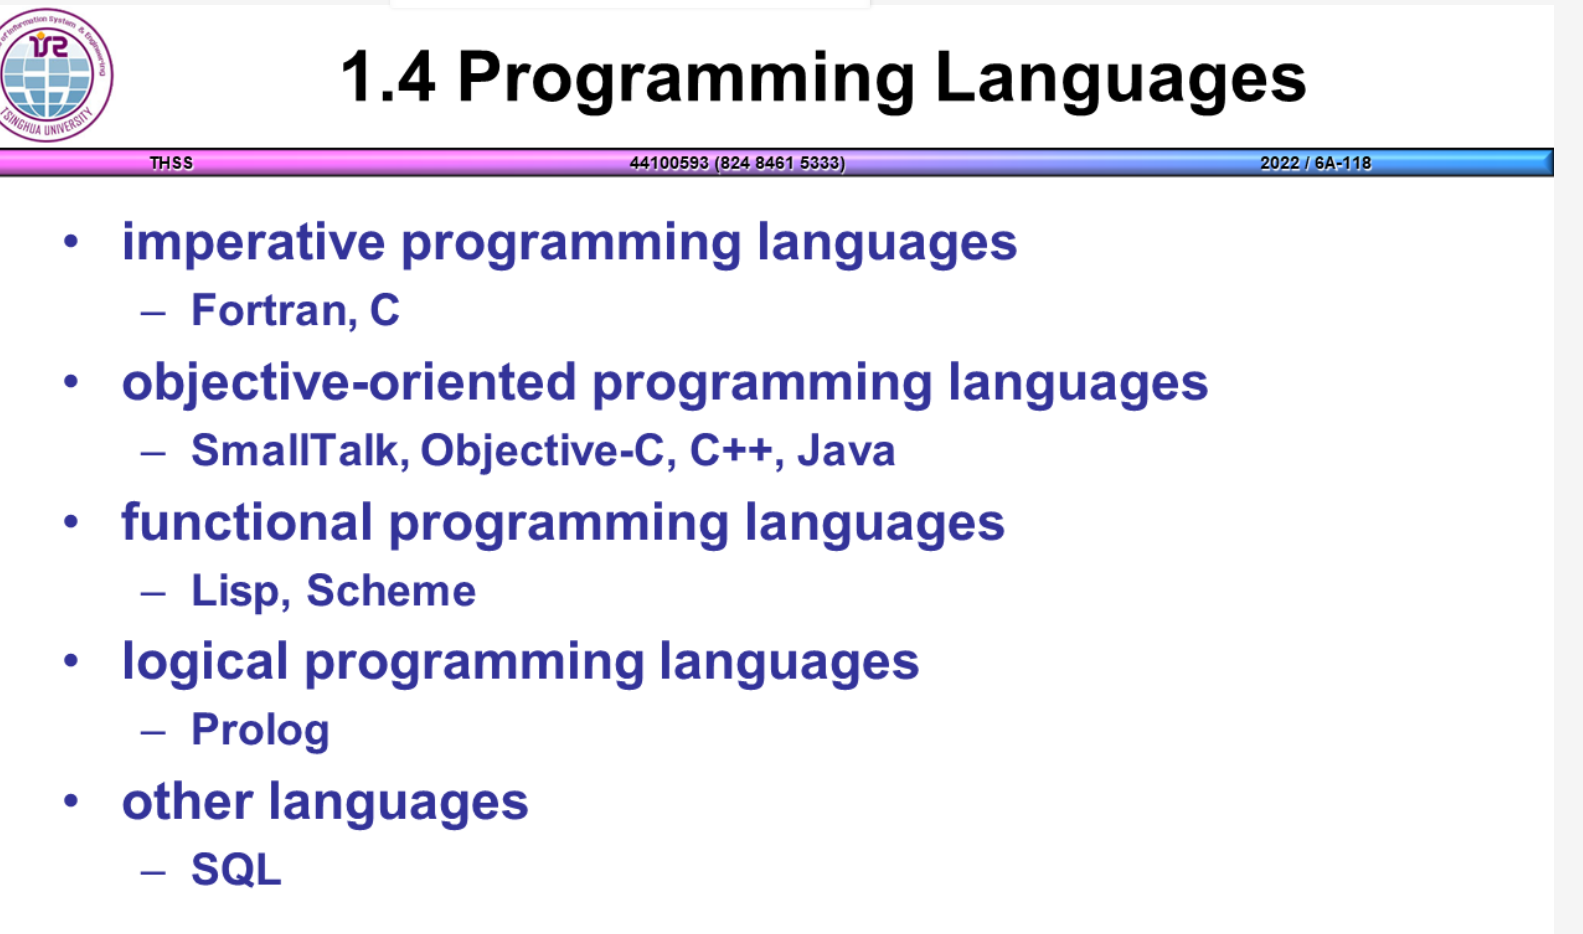 Information System & Engineering
TSINGHUA UNIVERSITY
1.4 Programming Languages
THSS 44100593 (824 8461 5333) 2022 / 6A-118
• imperative programming languages
– Fortran, C
• objective-oriented programming languages
– SmallTalk, Objective-C, C++, Java
• functional programming languages
– Lisp, Scheme
• logical programming languages
– Prolog
• other languages
– SQL